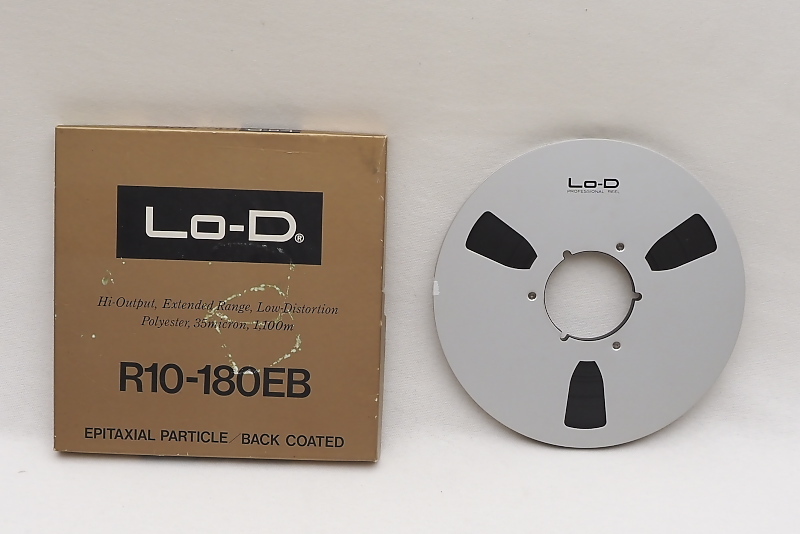 Lo-D®
Hi-Output, Extended Range, Low-Distortion
Polyester, 35micron, 1,100m
R10-180EB
EPITAXIAL PARTICLE/BACK COATED
Lo-D
PROFESSIONAL REEL